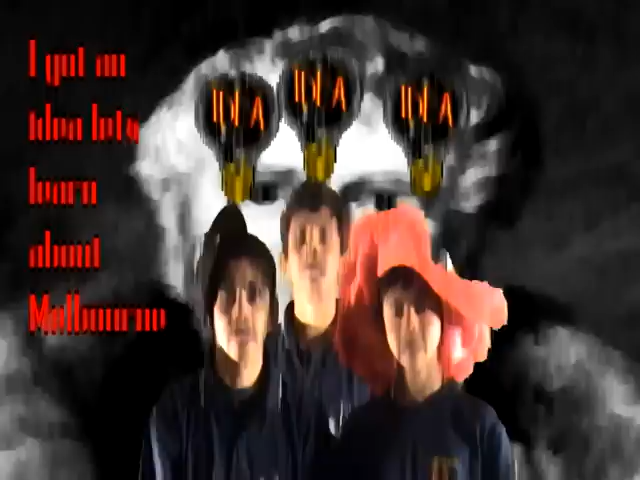 I got an
idea lets
learn
about
Melbourne
IDEA
IDEA
IDEA